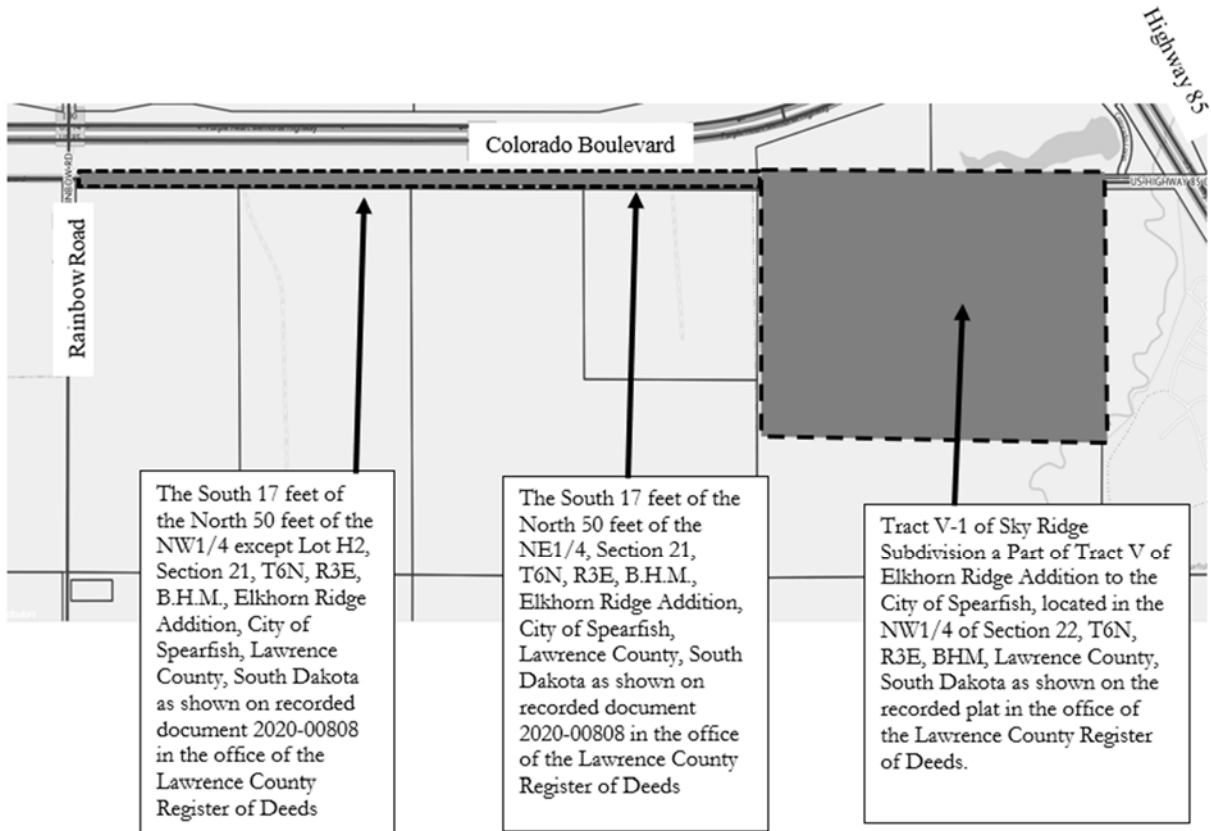 Highway 85
Colorado Boulevard
US HIGHWAY 85
Rainbow Road
The South 17 feet of
the North 50 feet of the
NW1/4 except Lot H2,
Section 21, T6N, R3E,
B.H.M., Elkhorn Ridge
Addition, City of
Spearfish, Lawrence
County, South Dakota
as shown on recorded
document 2020-00808
in the office of the
Lawrence County
Register of Deeds
The South 17 feet of the
North 50 feet of the
NE1/4, Section 21,
T6N, R3E, B.H.M.,
Elkhorn Ridge Addition,
City of Spearfish,
Lawrence County, South
Dakota as shown on
recorded document
2020-00808 in the office
of the Lawrence County
Register of Deeds
Tract V-1 of Sky Ridge
Subdivision a Part of Tract V of
Elkhorn Ridge Addition to the
City of Spearfish, located in the
NW1/4 of Section 22, T6N,
R3E, BHM, Lawrence County,
South Dakota as shown on the
recorded plat in the office of
the Lawrence County Register
of Deeds.